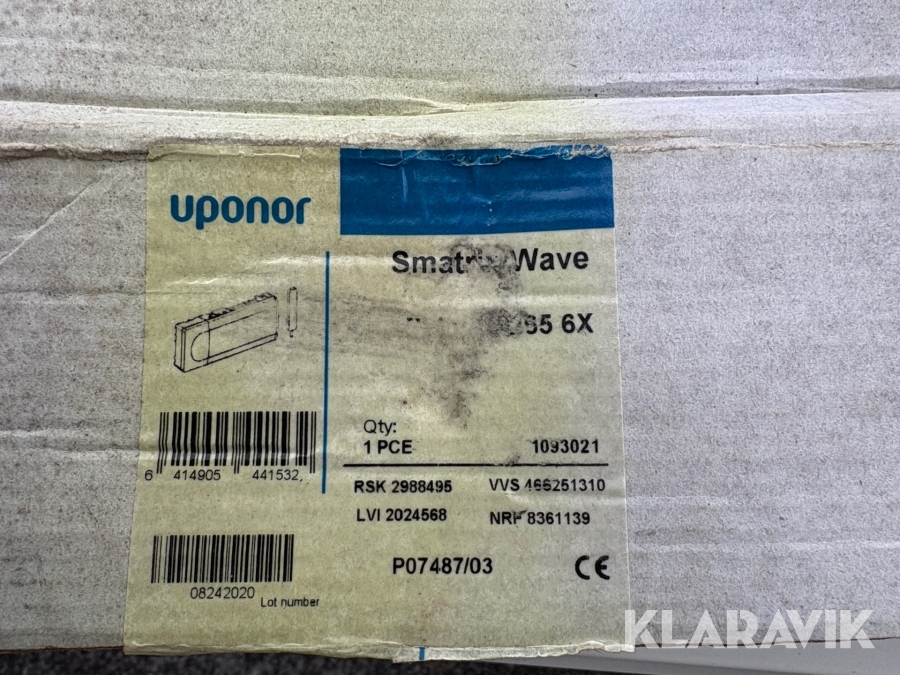 uponor
Smatrix Wave
65 6X
Qty:
1 PCE 1093021
6 414905 441532
RSK 2988495 VVS 466251310
LVI 2024568 NRF 8361139
P07487/03 CE
08242020
Lot number
KLARAVIK